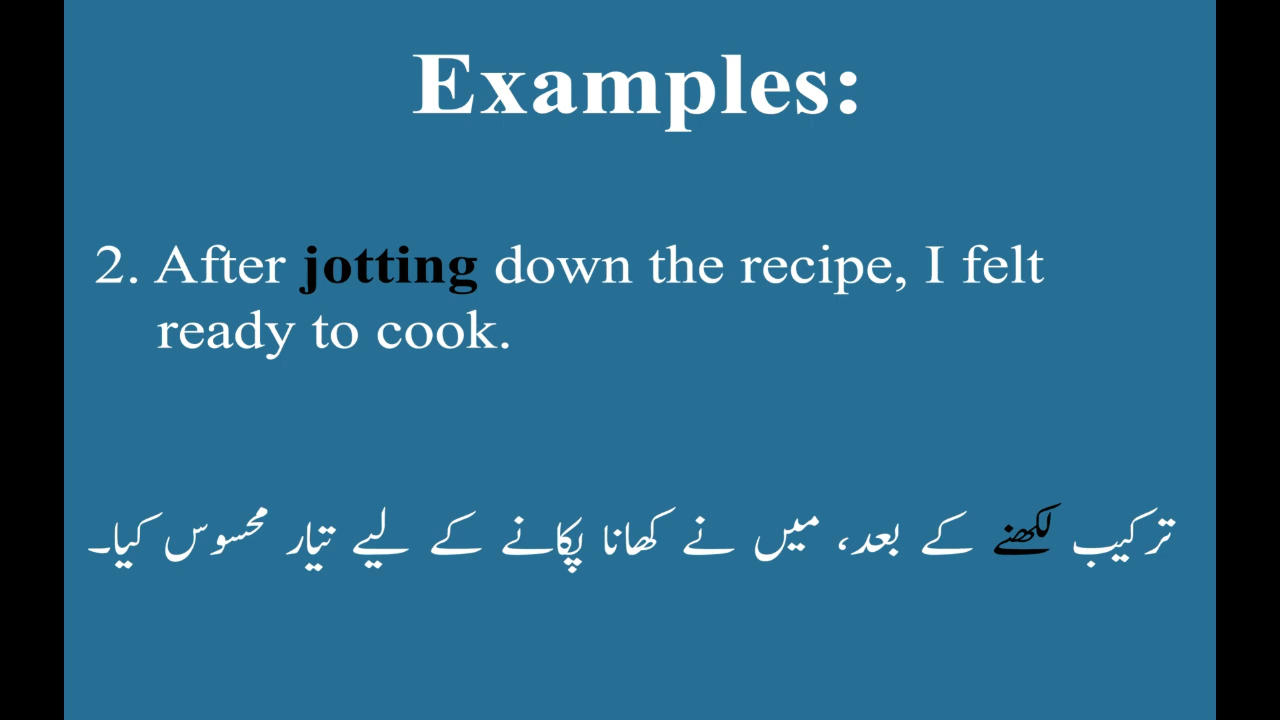 Examples:
2. After jotting down the recipe, I felt
ready to cook.
ترکیب لکھنے کے بعد، میں نے کھانا پکانے کے لیے تیار محسوس کیا۔